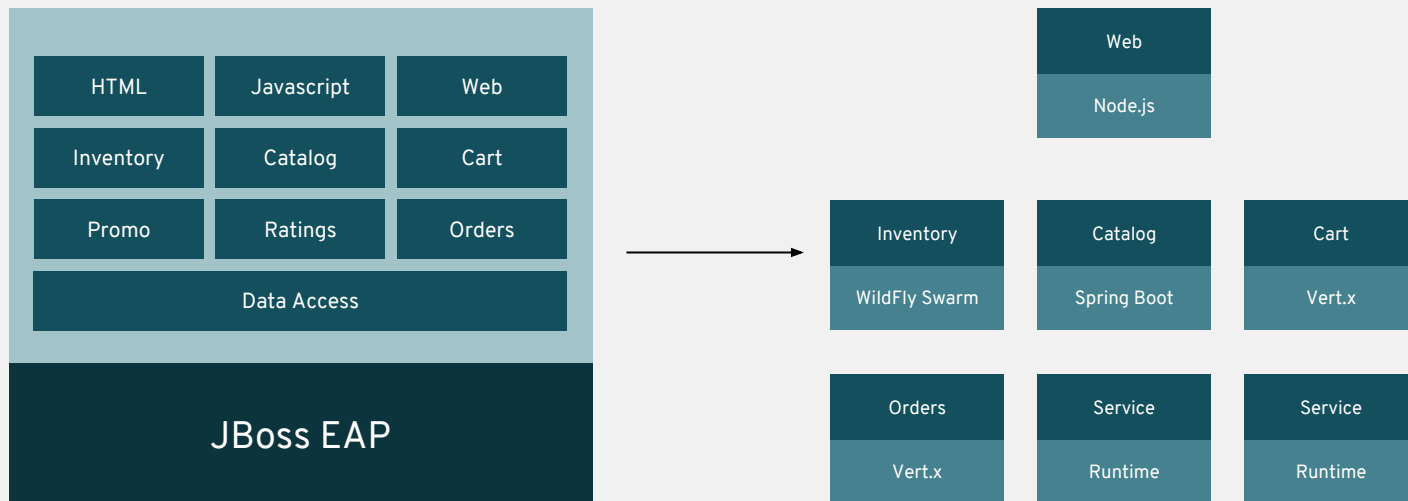 HTML
Javascript
Web
Inventory
Catalog
Cart
Promo
Ratings
Orders
Data Access
JBoss EAP
Web
Node.js
Inventory
WildFly Swarm
Catalog
Spring Boot
Cart
Vert.x
Orders
Vert.x
Service
Runtime
Service
Runtime